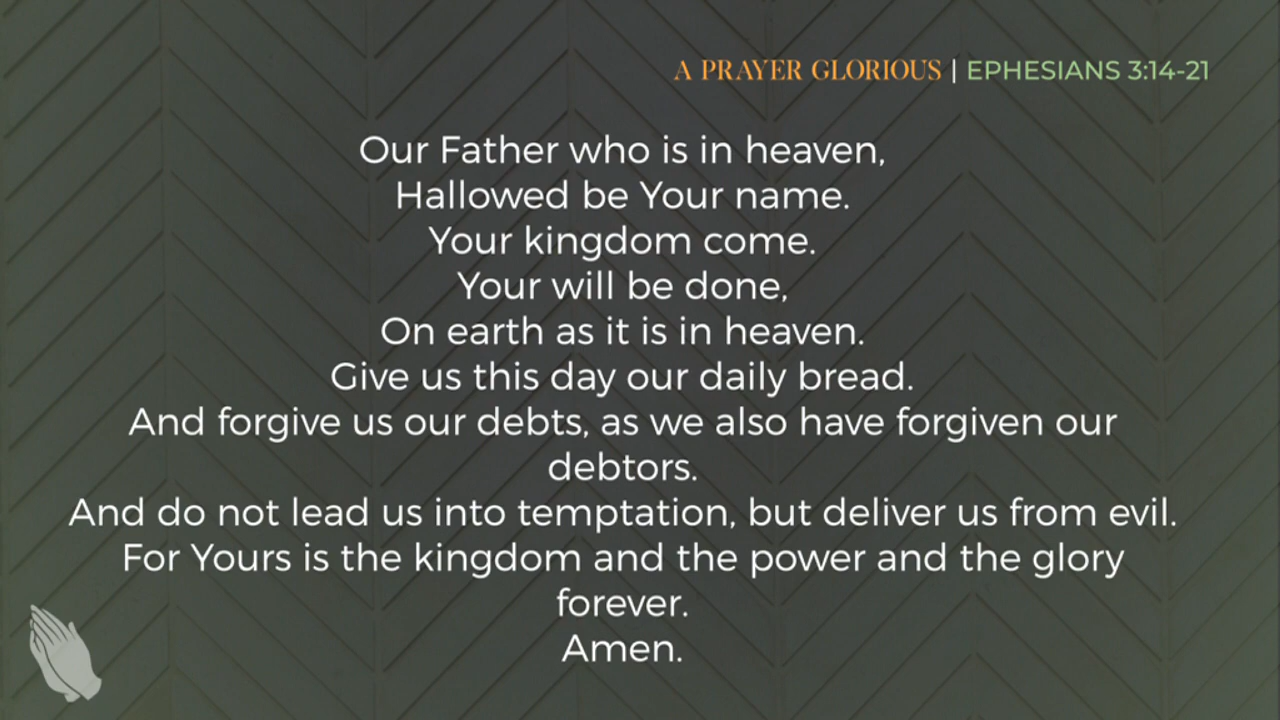 A PRAYER GLORIOUS | EPHESIANS 3:14-21
Our Father who is in heaven,
Hallowed be Your name.
Your kingdom come.
Your will be done,
On earth as it is in heaven.
Give us this day our daily bread.
And forgive us our debts, as we also have forgiven our
debtors.
And do not lead us into temptation, but deliver us from evil.
For Yours is the kingdom and the power and the glory
forever.
Amen.